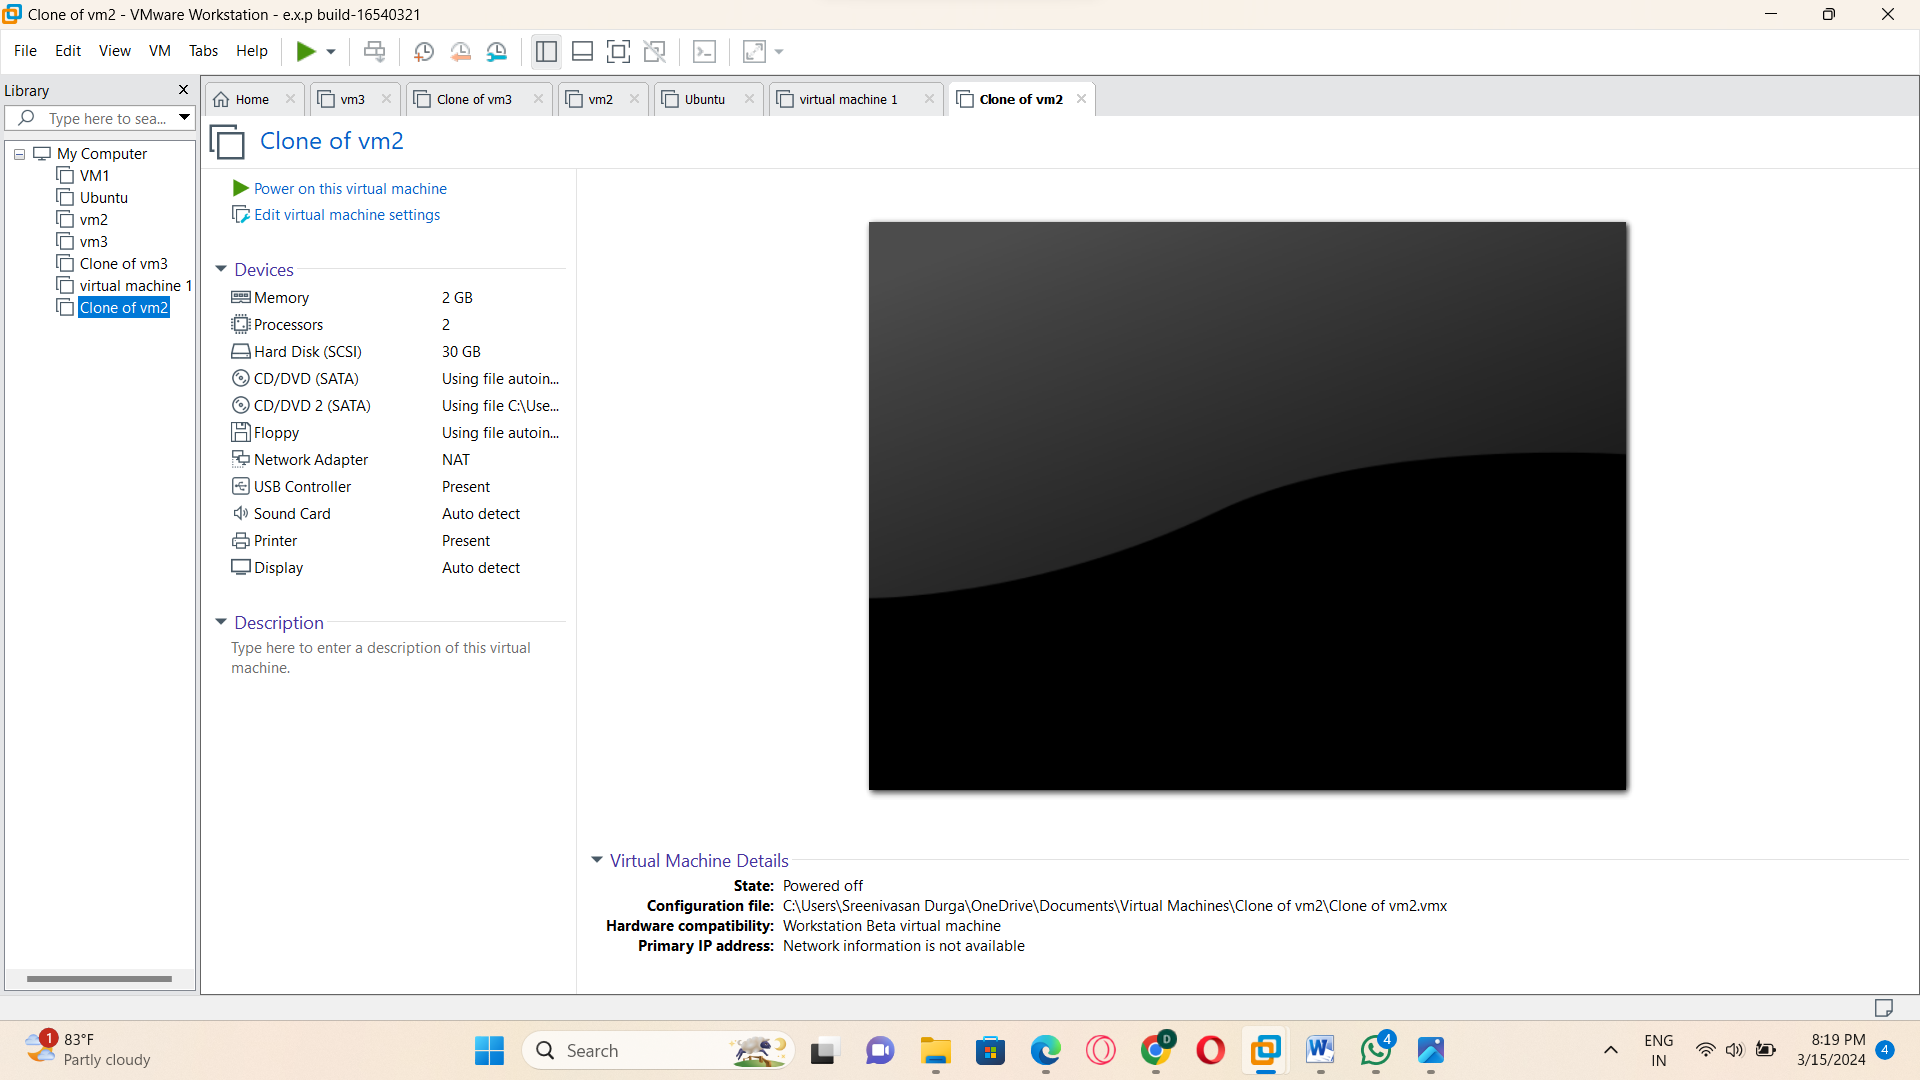 Clone of vm2 - VMware Workstation - e.x.p build-16540321
File Edit View VM Tabs Help
Library
Type here to sea...
My Computer
VM1
Ubuntu
vm2
vm3
Clone of vm3
virtual machine 1
Clone of vm2
Home vm3 Clone of vm3 vm2 Ubuntu virtual machine 1 Clone of vm2
Clone of vm2
Power on this virtual machine
Edit virtual machine settings
Devices
Memory 2 GB
Processors 2
Hard Disk (SCSI) 30 GB
CD/DVD (SATA) Using file autoin...
CD/DVD 2 (SATA) Using file C:\Use...
Floppy Using file autoin...
Network Adapter NAT
USB Controller Present
Sound Card Auto detect
Printer Present
Display Auto detect
Description
Type here to enter a description of this virtual
machine.
Virtual Machine Details
State: Powered off
Configuration file: C:\Users\Sreenivasan Durga\OneDrive\Documents\Virtual Machines\Clone of vm2\Clone of vm2.vmx
Hardware compatibility: Workstation Beta virtual machine
Primary IP address: Network information is not available
1 83°F
Partly cloudy
Search
D
W
4
ENG
IN
8:19 PM
3/15/2024
4